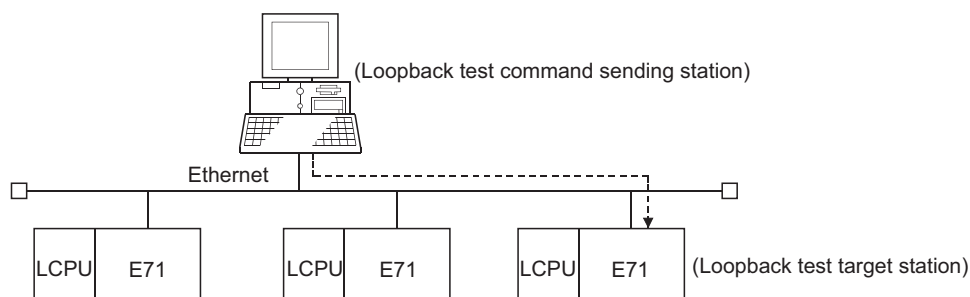 (Loopback test command sending station)
Ethernet
LCPU E71
LCPU E71
LCPU E71
(Loopback test target station)